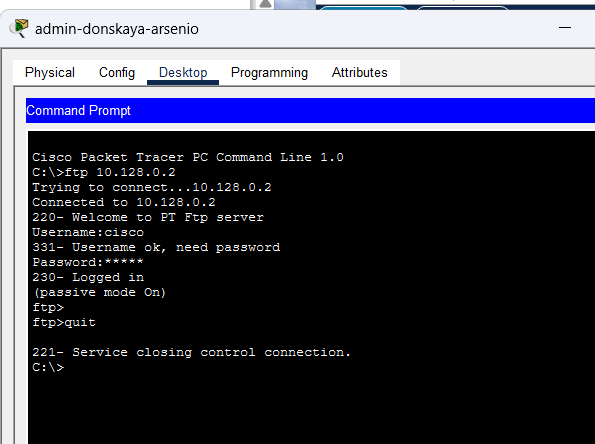 admin-donskaya-arsenio
Physical Config Desktop Programming Attributes
Command Prompt
Cisco Packet Tracer PC Command Line 1.0
C:\>ftp 10.128.0.2
Trying to connect...10.128.0.2
Connected to 10.128.0.2
220- Welcome to PT Ftp server
Username:cisco
331- Username ok, need password
Password:*****
230- Logged in
(passive mode On)
ftp>
ftp>quit
221- Service closing control connection.
C:\>